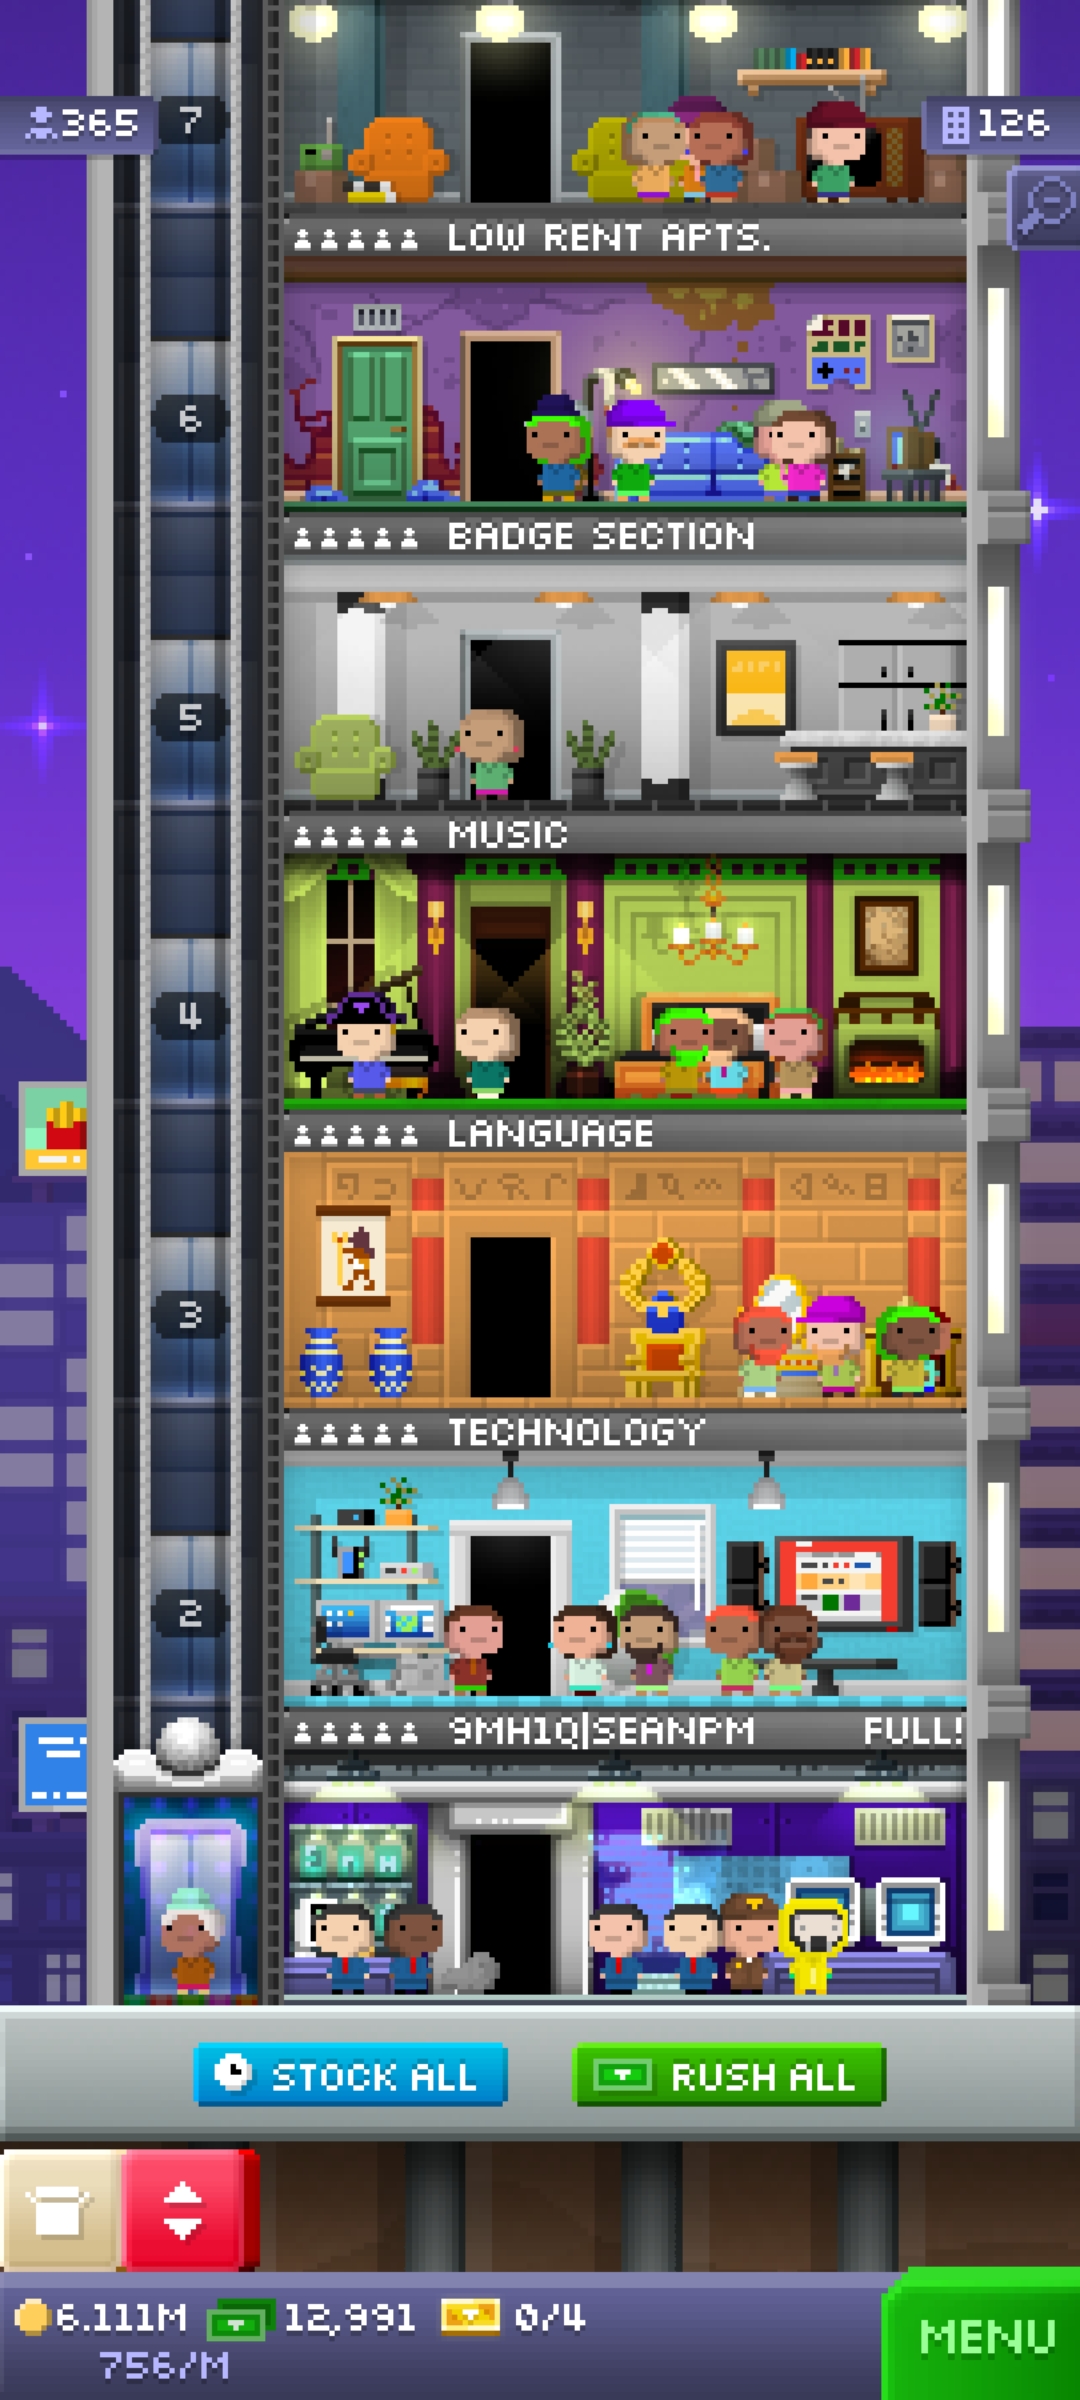 7
365
126
LOW RENT APTS.
6
BADGE SECTION
5
MUSIC
4
LANGUAGE
3
TECHNOLOGY
2
9MH1Q|SEANPM FULL!
STOCK ALL
RUSH ALL
6.111M
12,991
0/4
756/M
MENU